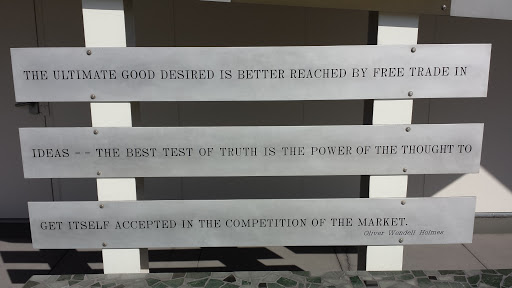 THE ULTIMATE GOOD DESIRED IS BETTER REACHED BY FREE TRADE IN
IDEAS -- THE BEST TEST OF TRUTH IS THE POWER OF THE THOUGHT TO
GET ITSELF ACCEPTED IN THE COMPETITION OF THE MARKET.
Oliver Wendell Holmes